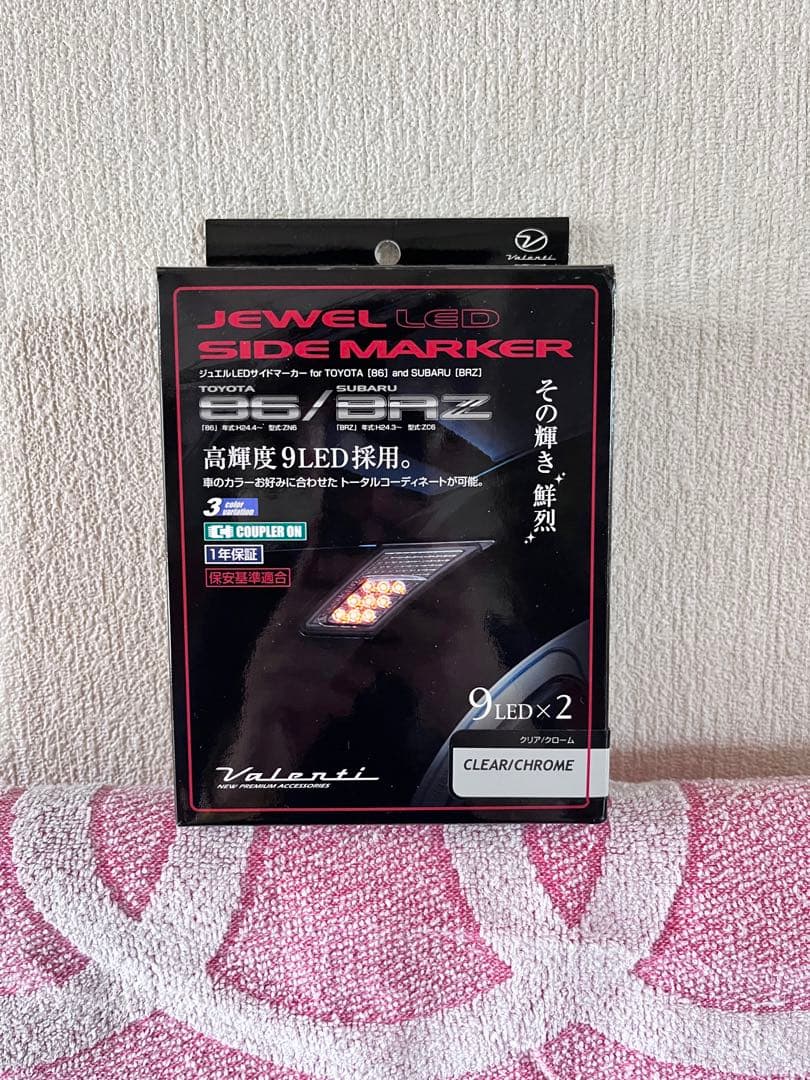 Valenti
JEWEL LED
SIDE MARKER
ジュエルLEDサイドマーカー for TOYOTA [86] and SUBARU [BRZ]
TOYOTA SUBARU
86/BRZ
「86」 年式:H24.4〜 型式:ZN6 「BRZ」 年式:H24.3〜 型式:ZC6
その輝き 鮮烈
高輝度9LED採用。
車のカラーお好みに合わせた トータルコーディネートが可能。
3 color variation
COUPLER ON
1年保証
保安基準適合
9LED×2
クリア/クローム
CLEAR/CHROME
Valenti
NEW PREMIUM ACCESSORIES